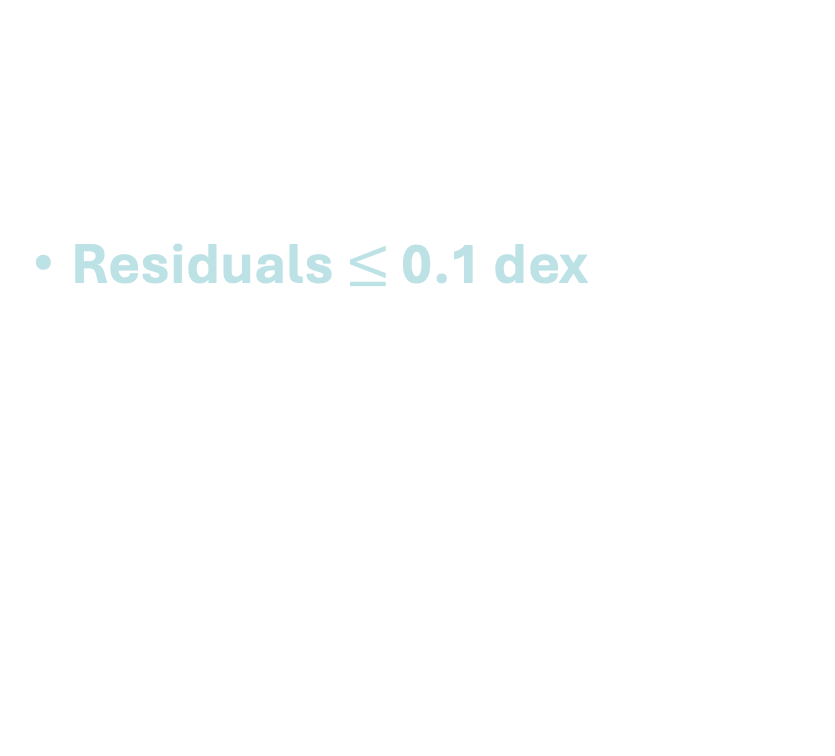 • Residuals ≤ 0.1 dex